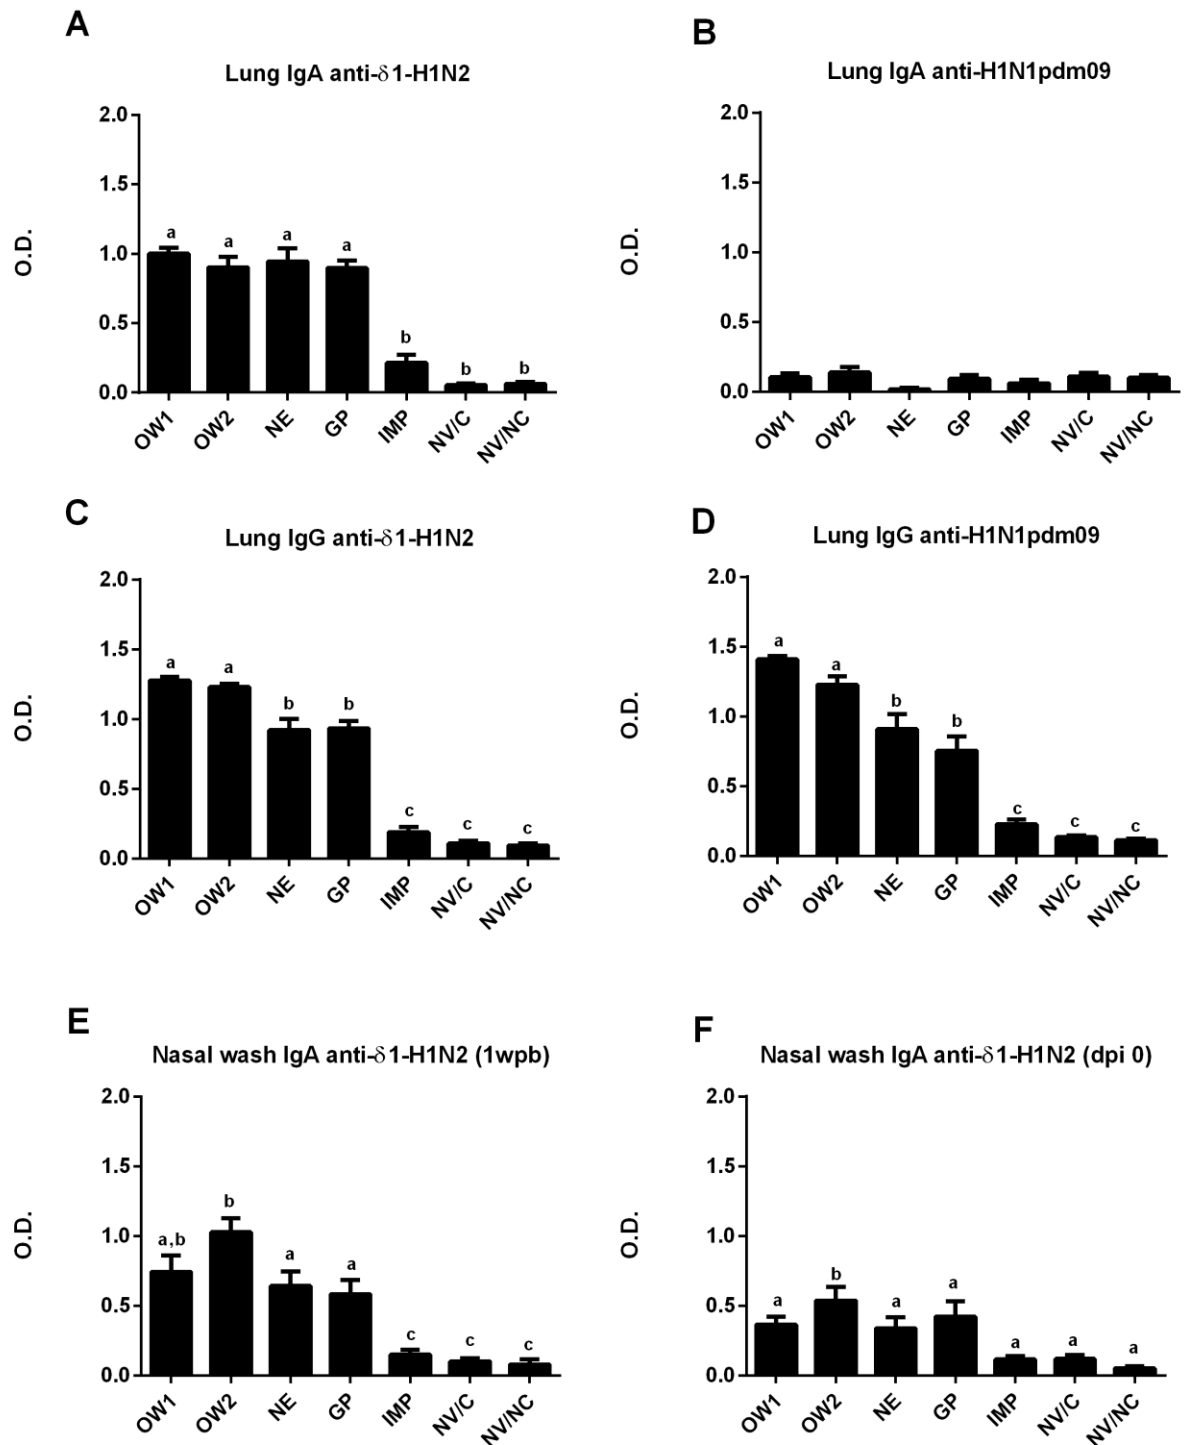 A
Lung IgA anti-δ1-H1N2
2.0
1.5
1.0
0.5
0.0
O.D.
a a a a b b b
OW1 OW2 NE GP IMP NV/C NV/NC
B
Lung IgA anti-H1N1pdm09
2.0
1.5
1.0
0.5
0.0
O.D.
OW1 OW2 NE GP IMP NV/C NV/NC
C
Lung IgG anti-δ1-H1N2
2.0
1.5
1.0
0.5
0.0
O.D.
a a b b c c c
OW1 OW2 NE GP IMP NV/C NV/NC
D
Lung IgG anti-H1N1pdm09
2.0
1.5
1.0
0.5
0.0
O.D.
a a b b c c c
OW1 OW2 NE GP IMP NV/C NV/NC
E
Nasal wash IgA anti-δ1-H1N2 (1wpb)
2.0
1.5
1.0
0.5
0.0
O.D.
a,b b a a c c c
OW1 OW2 NE GP IMP NV/C NV/NC
F
Nasal wash IgA anti-δ1-H1N2 (dpi 0)
2.0
1.5
1.0
0.5
0.0
O.D.
a b a a a a a
OW1 OW2 NE GP IMP NV/C NV/NC